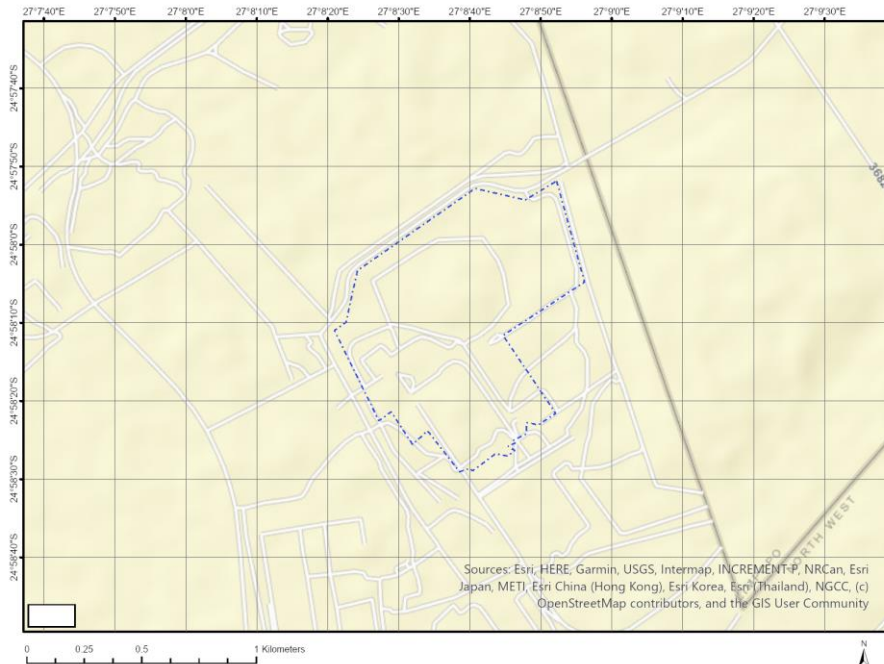 27°7'40"E 27°7'50"E 27°8'0"E 27°8'10"E 27°8'20"E 27°8'30"E 27°8'40"E 27°8'50"E 27°9'0"E 27°9'10"E 27°9'20"E 27°9'30"E
24°57'40"S
24°57'50"S
3682
24°58'0"S
24°58'10"S
24°58'20"S
24°58'30"S
24°58'40"S
NORTH WEST
Sources: Esri, HERE, Garmin, USGS, Intermap, INCREMENT P, NRCan, Esri
Japan, METI, Esri China (Hong Kong), Esri Korea, Esri (Thailand), NGCC, (c)
OpenStreetMap contributors, and the GIS User Community
0 0.25 0.5 1 Kilometers
N